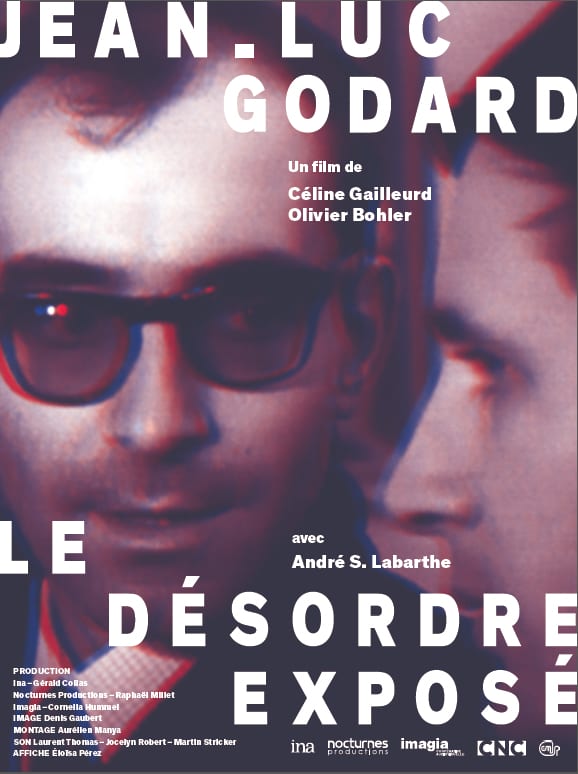 JEAN-LUC
GODARD
Un film de
Céline Gailleurd
Olivier Bohler
LE
avec
André S. Labarthe
DÉSORDRE
EXPOSÉ
PRODUCTION
Ina – Gérald Collas
Nocturnes Productions – Raphaël Millet
Imagia – Cornelia Hummel
IMAGE Denis Gaubert
MONTAGE Aurélien Manya
SON Laurent Thomas – Jocelyn Robert – Martin Stricker
AFFICHE Éloïsa Pérez
ina
nocturnes
productions
imagia
CNC